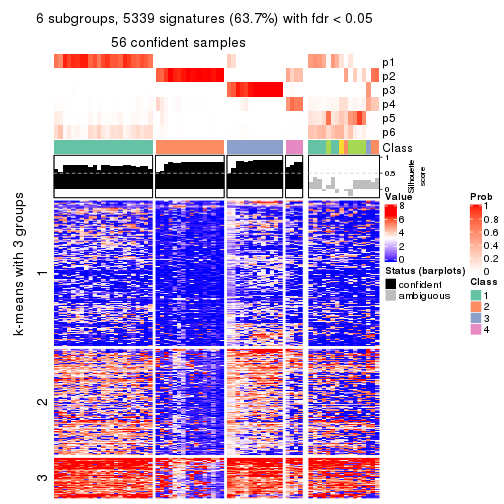 6 subgroups, 5339 signatures (63.7%) with fdr < 0.05
56 confident samples
p1
p2
p3
p4
p5
p6
Class
1
0.5
0
Silhouette
score
k-means with 3 groups
1
2
3
Value
8
6
4
2
0
Status (barplots)
confident
ambiguous
Prob
1
0.8
0.6
0.4
0.2
0
Class
1
2
3
4